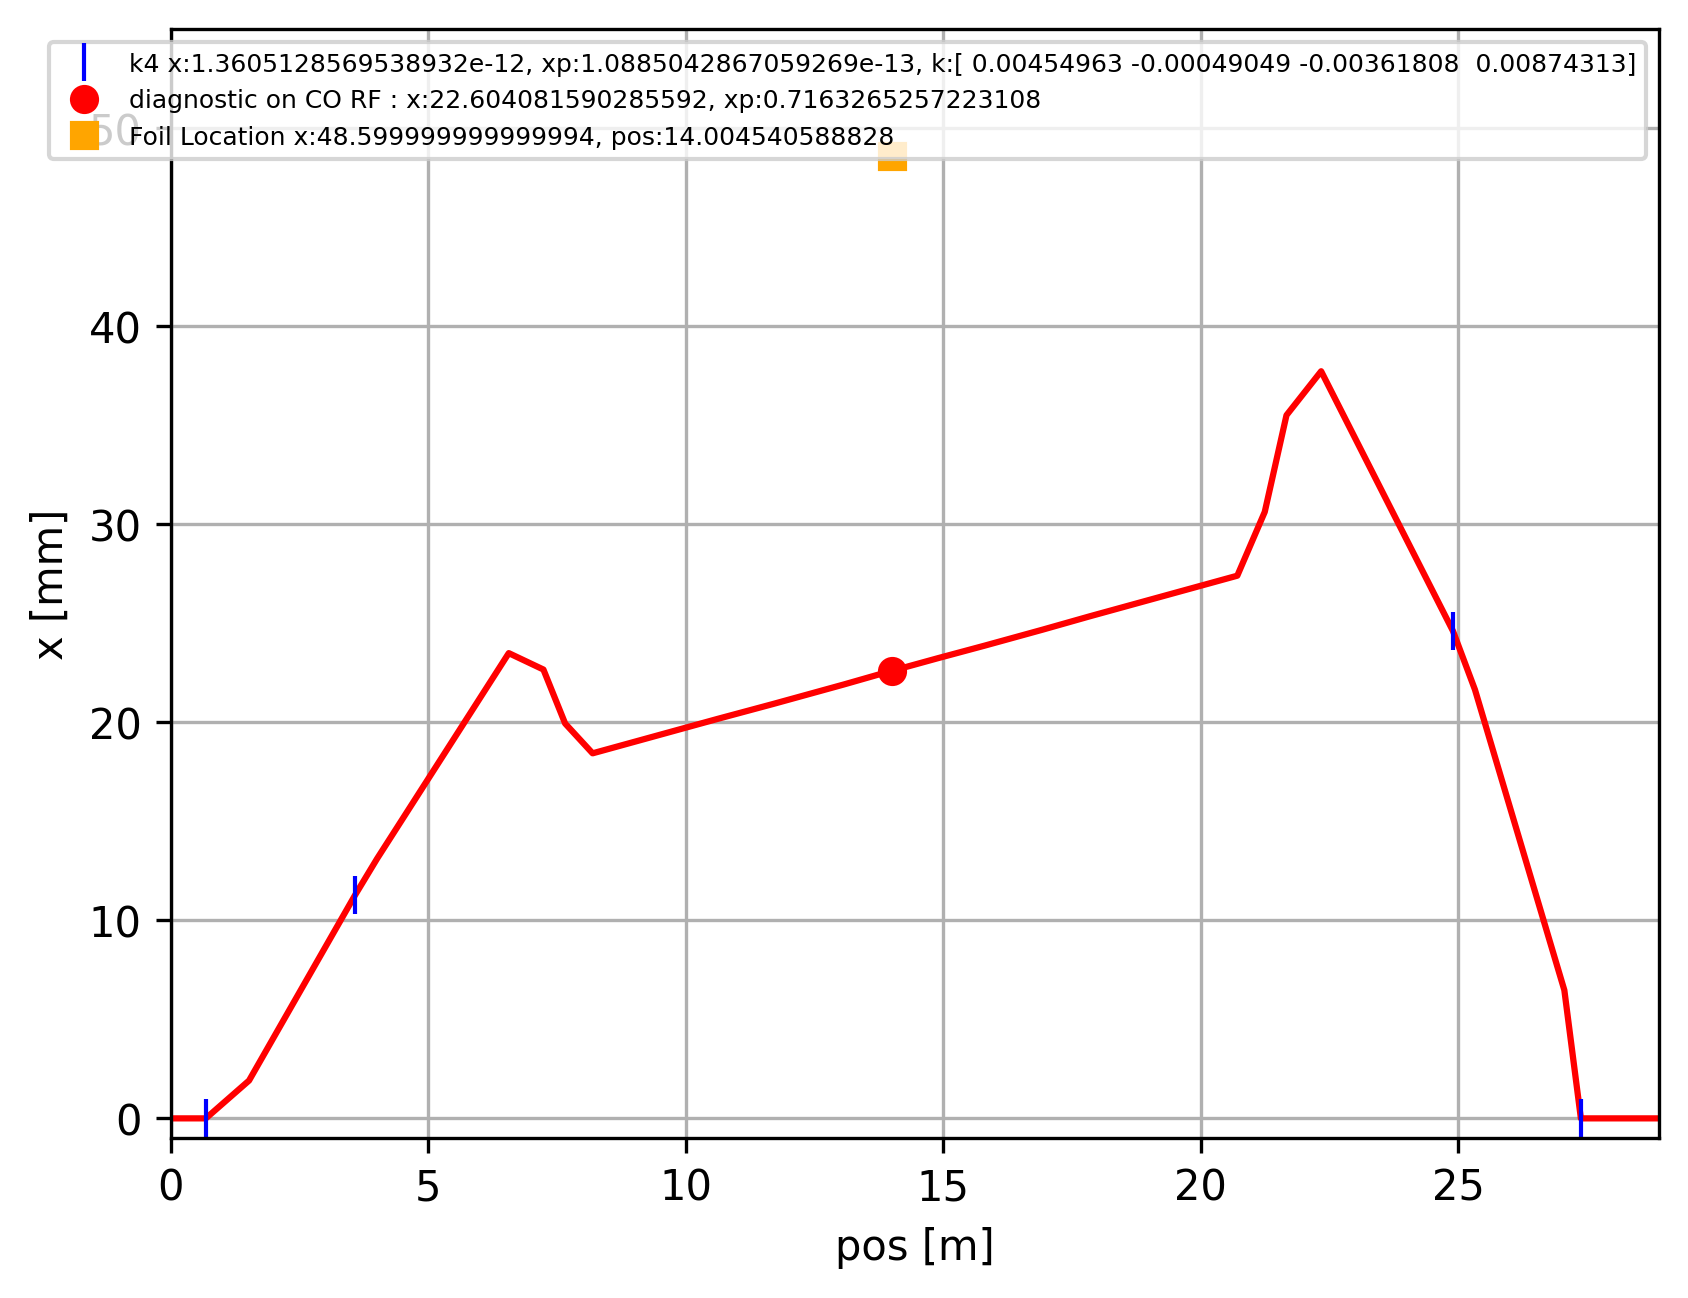 k4 x:1.3605128569538932e-12, xp:1.0885042867059269e-13, k:[ 0.00454963 -0.00049049 -0.00361808  0.00874313]
diagnostic on CO RF : x:22.604081590285592, xp:0.7163265257223108
Foil Location x:48.599999999999994, pos:14.004540588828
50
40
30
20
10
0
x [mm]
0 5 10 15 20 25
pos [m]